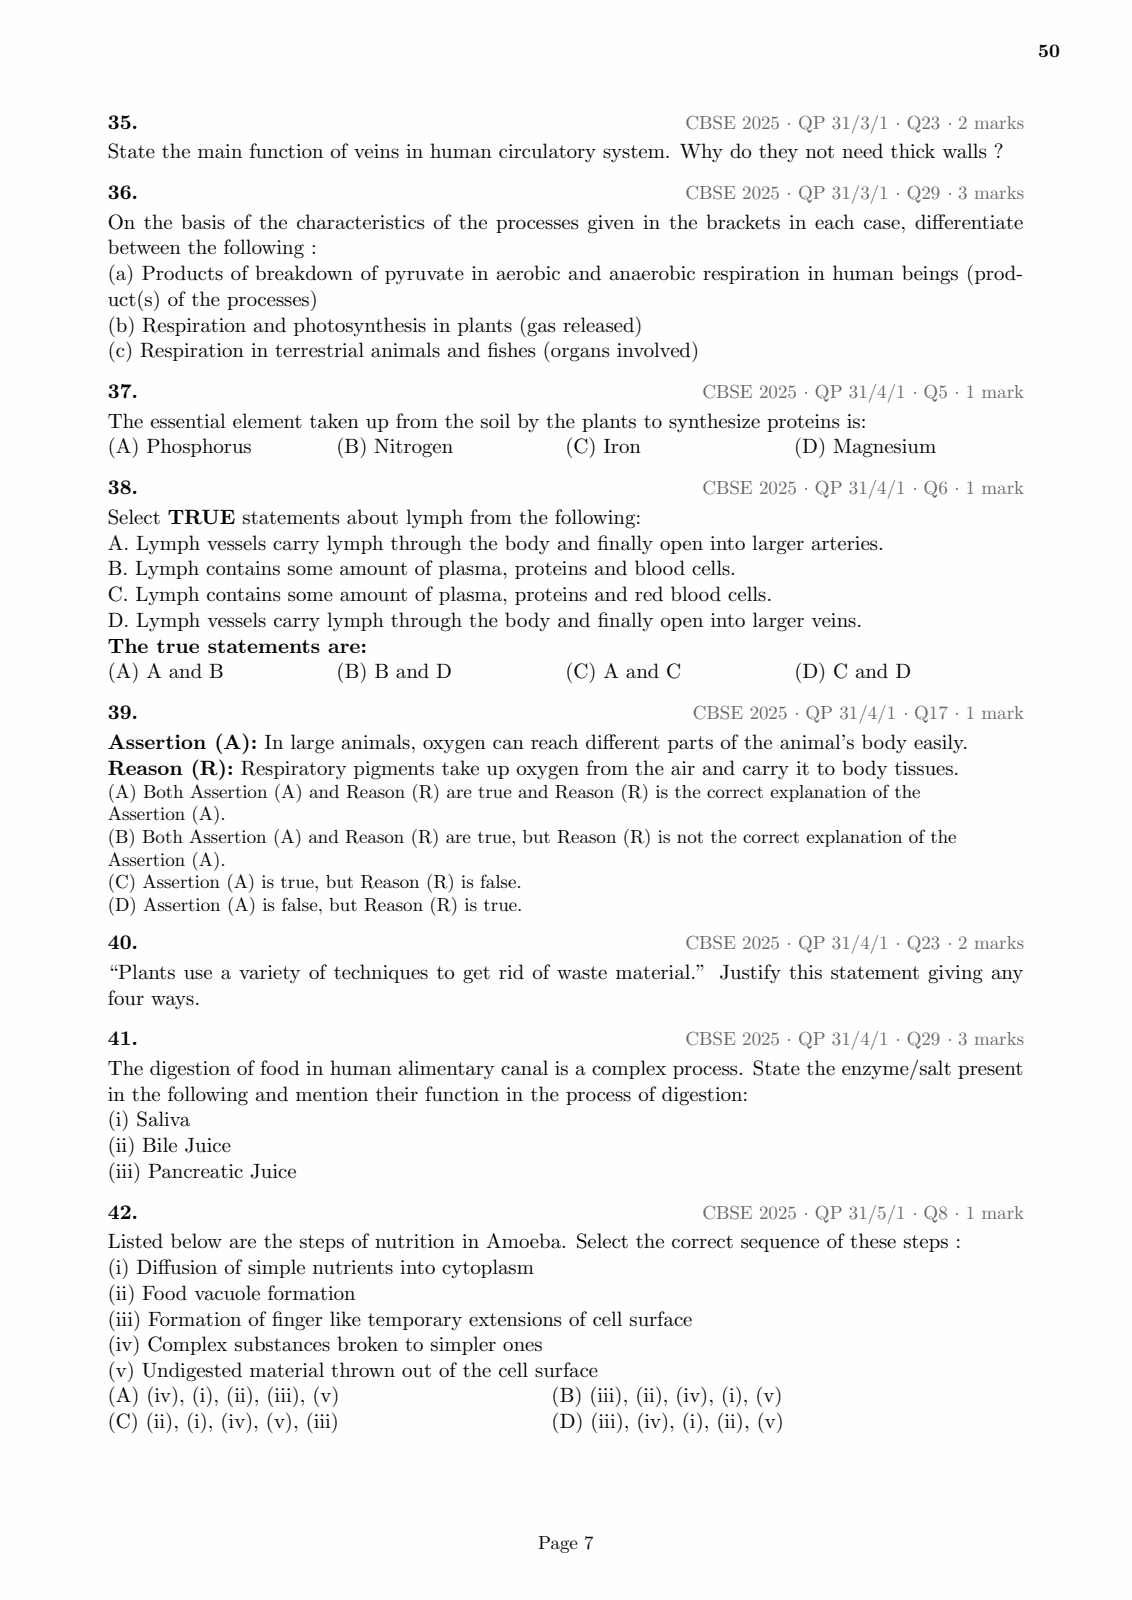 50
35. CBSE 2025 · QP 31/3/1 · Q23 · 2 marks
State the main function of veins in human circulatory system. Why do they not need thick walls ?
36. CBSE 2025 · QP 31/3/1 · Q29 · 3 marks
On the basis of the characteristics of the processes given in the brackets in each case, differentiate
between the following :
(a) Products of breakdown of pyruvate in aerobic and anaerobic respiration in human beings (prod-
uct(s) of the processes)
(b) Respiration and photosynthesis in plants (gas released)
(c) Respiration in terrestrial animals and fishes (organs involved)
37. CBSE 2025 · QP 31/4/1 · Q5 · 1 mark
The essential element taken up from the soil by the plants to synthesize proteins is:
(A) Phosphorus (B) Nitrogen (C) Iron (D) Magnesium
38. CBSE 2025 · QP 31/4/1 · Q6 · 1 mark
Select TRUE statements about lymph from the following:
A. Lymph vessels carry lymph through the body and finally open into larger arteries.
B. Lymph contains some amount of plasma, proteins and blood cells.
C. Lymph contains some amount of plasma, proteins and red blood cells.
D. Lymph vessels carry lymph through the body and finally open into larger veins.
The true statements are:
(A) A and B (B) B and D (C) A and C (D) C and D
39. CBSE 2025 · QP 31/4/1 · Q17 · 1 mark
Assertion (A): In large animals, oxygen can reach different parts of the animal's body easily.
Reason (R): Respiratory pigments take up oxygen from the air and carry it to body tissues.
(A) Both Assertion (A) and Reason (R) are true and Reason (R) is the correct explanation of the
Assertion (A).
(B) Both Assertion (A) and Reason (R) are true, but Reason (R) is not the correct explanation of the
Assertion (A).
(C) Assertion (A) is true, but Reason (R) is false.
(D) Assertion (A) is false, but Reason (R) is true.
40. CBSE 2025 · QP 31/4/1 · Q23 · 2 marks
“Plants use a variety of techniques to get rid of waste material.” Justify this statement giving any
four ways.
41. CBSE 2025 · QP 31/4/1 · Q29 · 3 marks
The digestion of food in human alimentary canal is a complex process. State the enzyme/salt present
in the following and mention their function in the process of digestion:
(i) Saliva
(ii) Bile Juice
(iii) Pancreatic Juice
42. CBSE 2025 · QP 31/5/1 · Q8 · 1 mark
Listed below are the steps of nutrition in Amoeba. Select the correct sequence of these steps :
(i) Diffusion of simple nutrients into cytoplasm
(ii) Food vacuole formation
(iii) Formation of finger like temporary extensions of cell surface
(iv) Complex substances broken to simpler ones
(v) Undigested material thrown out of the cell surface
(A) (iv), (i), (ii), (iii), (v) (B) (iii), (ii), (iv), (i), (v)
(C) (ii), (i), (iv), (v), (iii) (D) (iii), (iv), (i), (ii), (v)
Page 7